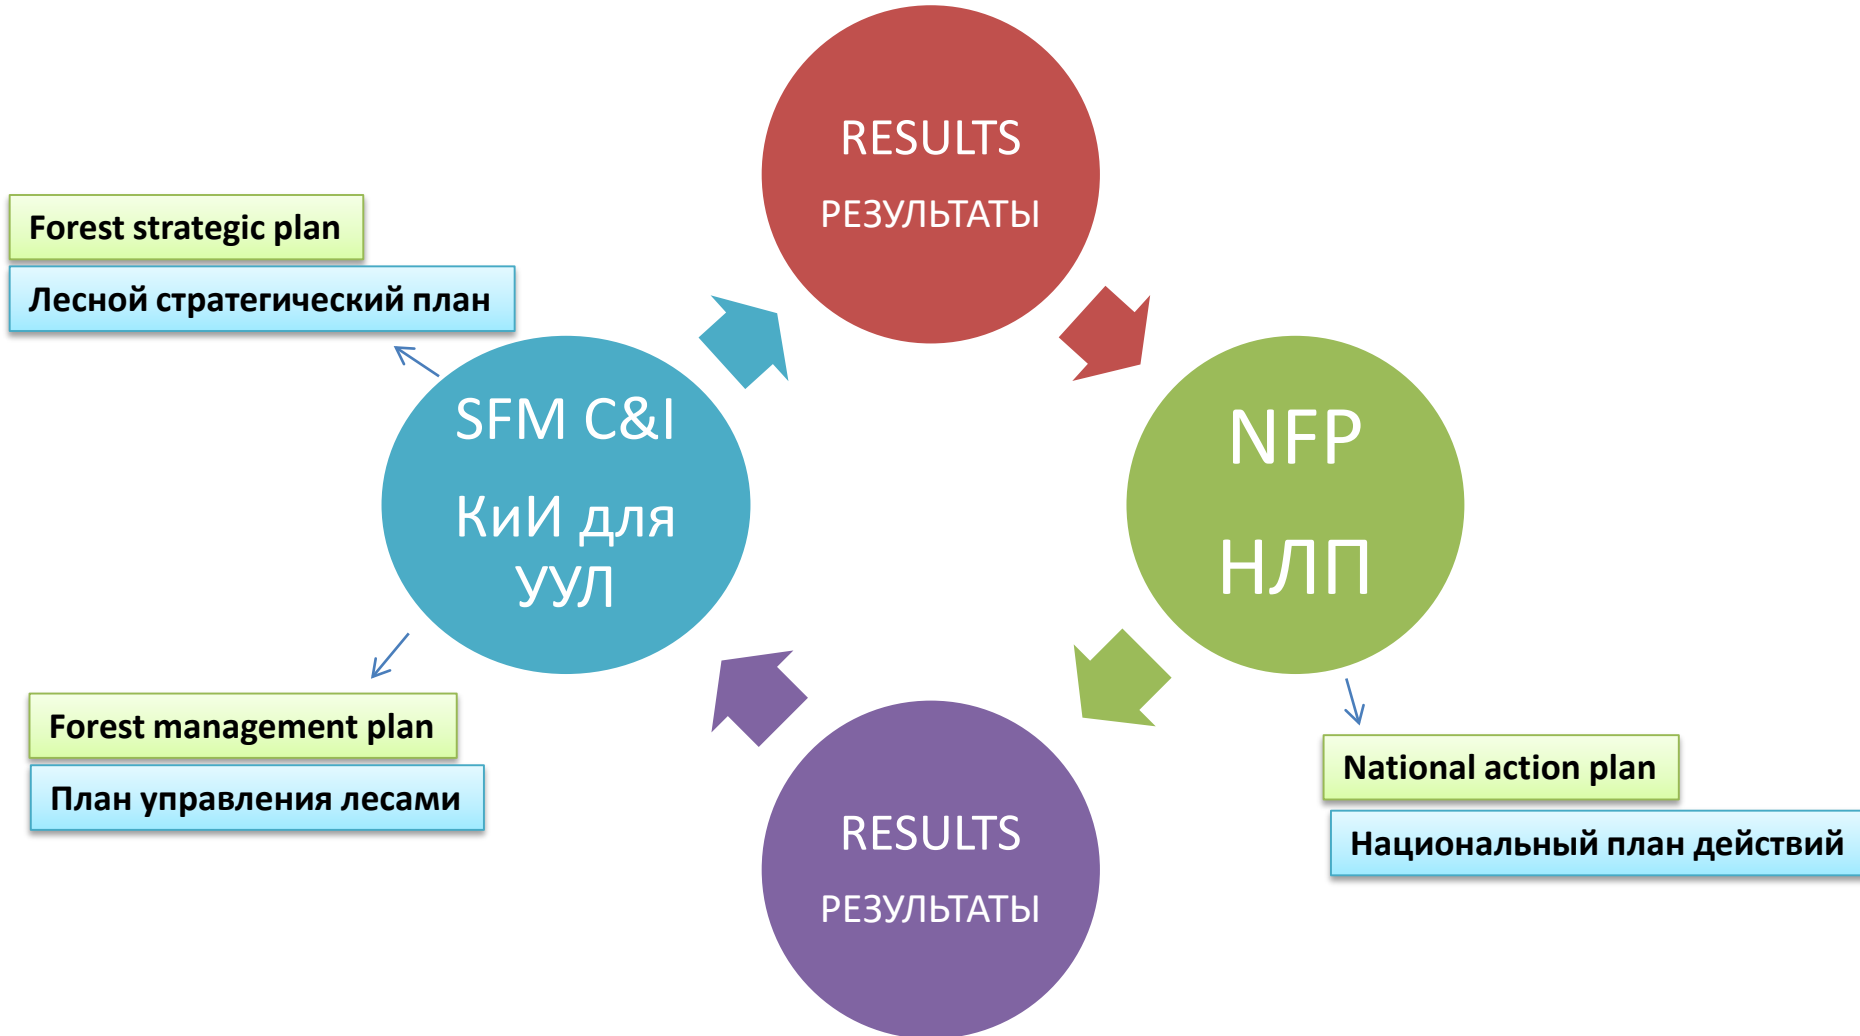 RESULTS
РЕЗУЛЬТАТЫ
Forest strategic plan
Лесной стратегический план
SFM C&I
КиИ для
УУЛ
NFP
НЛП
Forest management plan
План управления лесами
National action plan
Национальный план действий
RESULTS
РЕЗУЛЬТАТЫ